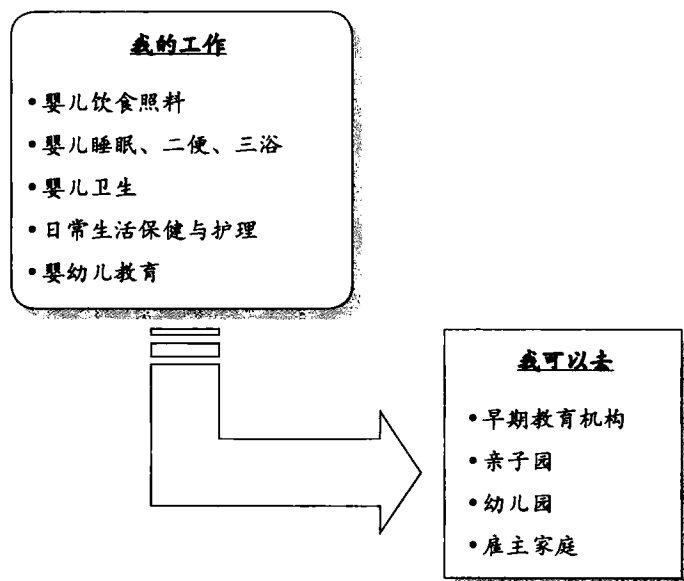 我的工作
•婴儿饮食照料
•婴儿睡眠、二便、三浴
•婴儿卫生
•日常生活保健与护理
•婴幼儿教育
我可以去
•早期教育机构
•亲子园
•幼儿园
•雇主家庭